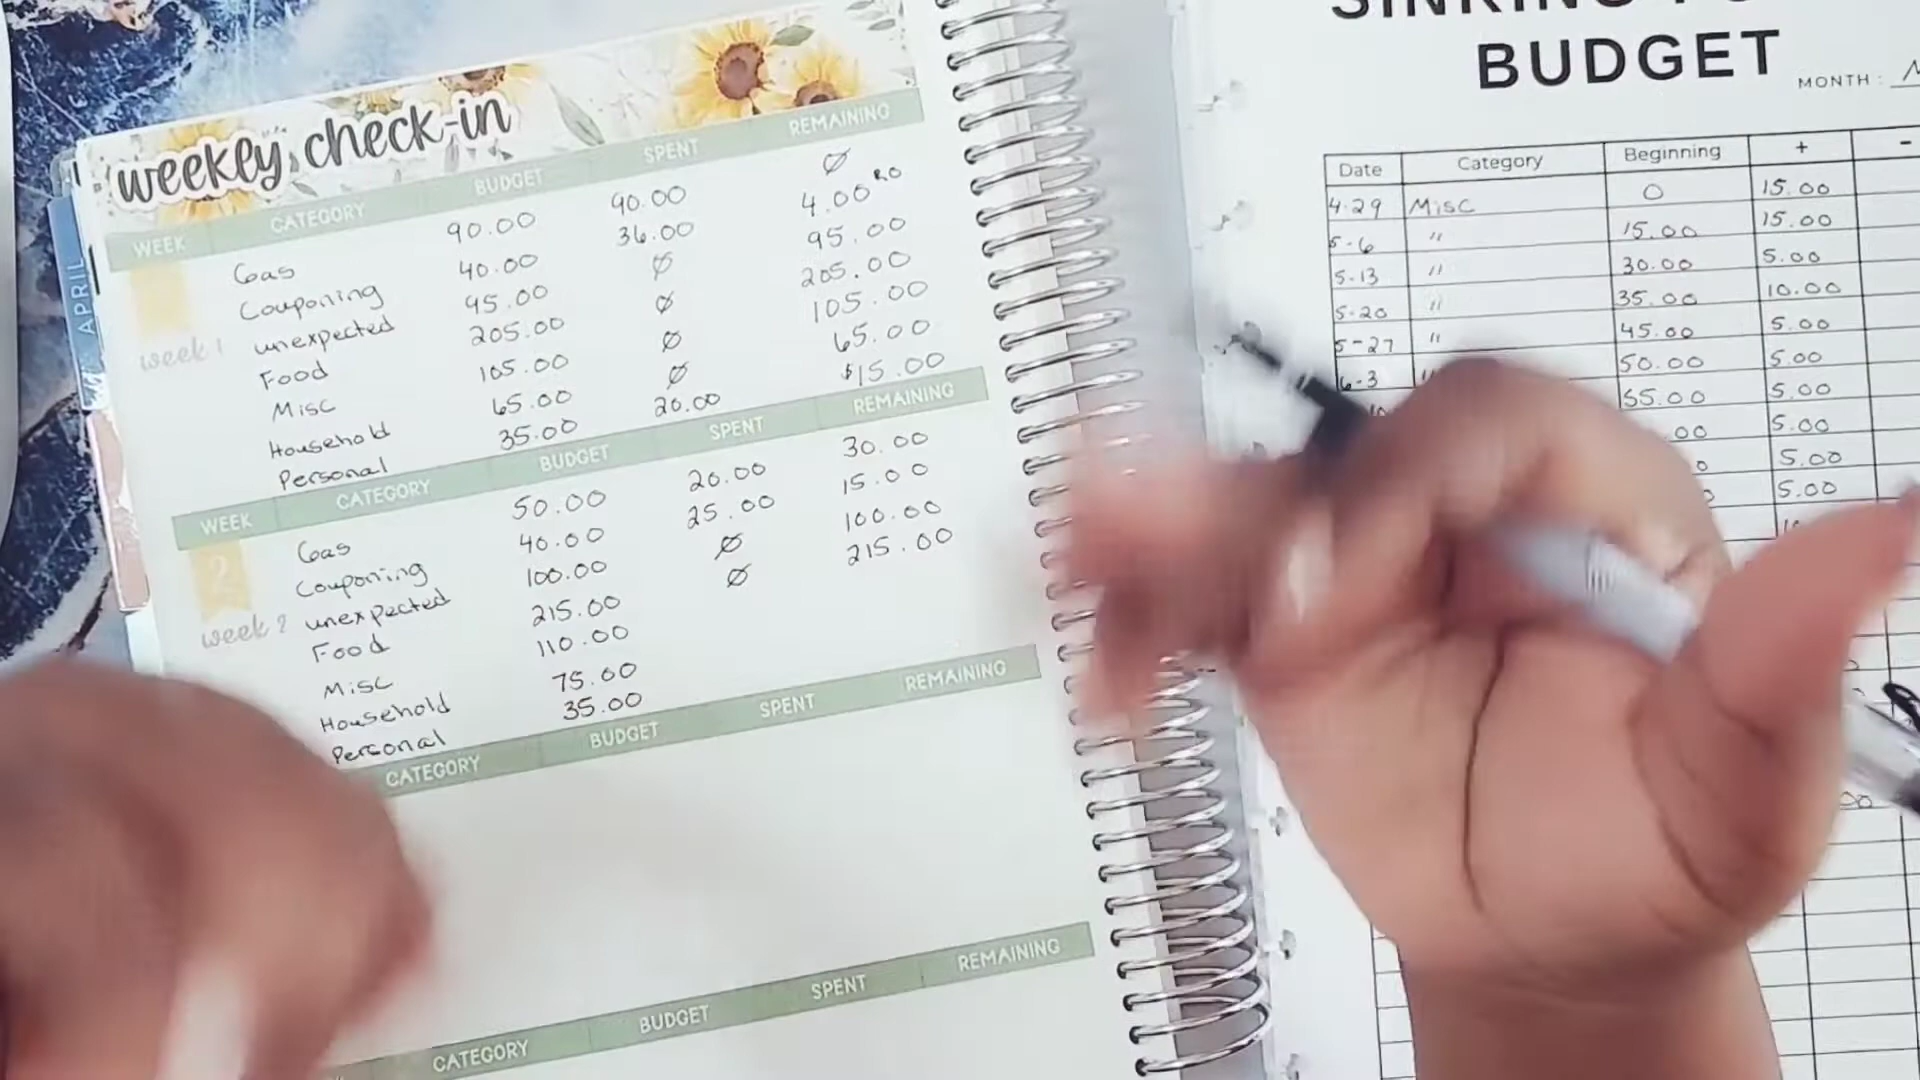 weekly check-in
WEEK CATEGORY BUDGET SPENT REMAINING
Gas 90.00 90.00 Ø
Couponing 40.00 36.00 4.00 RO
unexpected 95.00 Ø 95.00
Food 205.00 Ø 205.00
Misc 105.00 Ø 105.00
Household 65.00 Ø 65.00
Personal 35.00 20.00 $15.00
week 1
WEEK CATEGORY BUDGET SPENT REMAINING
Gas 50.00 20.00 30.00
Couponing 40.00 25.00 15.00
unexpected 100.00 Ø 100.00
Food 215.00 Ø 215.00
Misc 110.00
Household 75.00
Personal 35.00
2
week 2
CATEGORY BUDGET SPENT REMAINING
CATEGORY BUDGET SPENT REMAINING
APRIL
BUDGET
MONTH:
Date Category Beginning + -
4-29 Misc 0 15.00
5-6 " 15.00 15.00
5-13 " 30.00 5.00
5-20 " 35.00 10.00
5-27 " 45.00 5.00
6-3 50.00 5.00
55.00 5.00
5.00
5.00
5.00